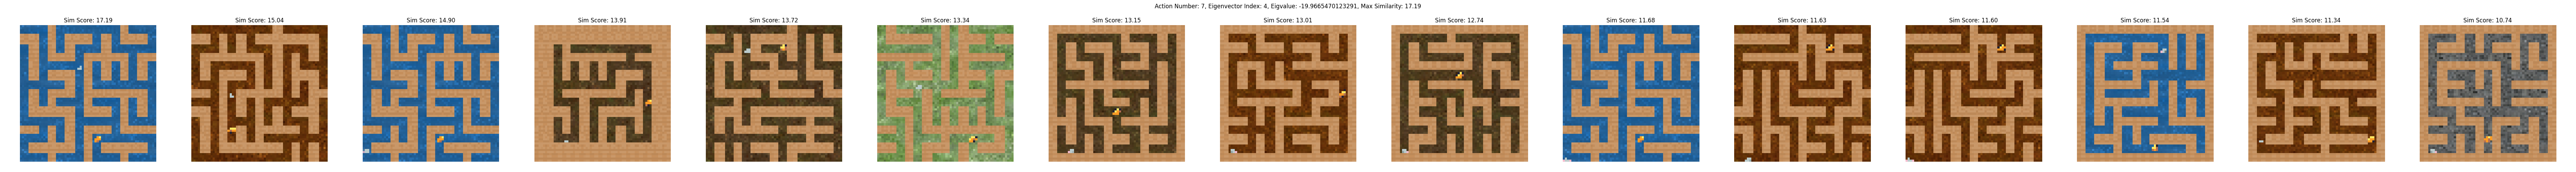 Action Number: 7, Eigenvector Index: 4, Eigvalue: -19.9665470123291, Max Similarity: 17.19
Sim Score: 17.19
Sim Score: 15.04
Sim Score: 14.90
Sim Score: 13.91
Sim Score: 13.72
Sim Score: 13.34
Sim Score: 13.15
Sim Score: 13.01
Sim Score: 12.74
Sim Score: 11.68
Sim Score: 11.63
Sim Score: 11.60
Sim Score: 11.54
Sim Score: 11.34
Sim Score: 10.74